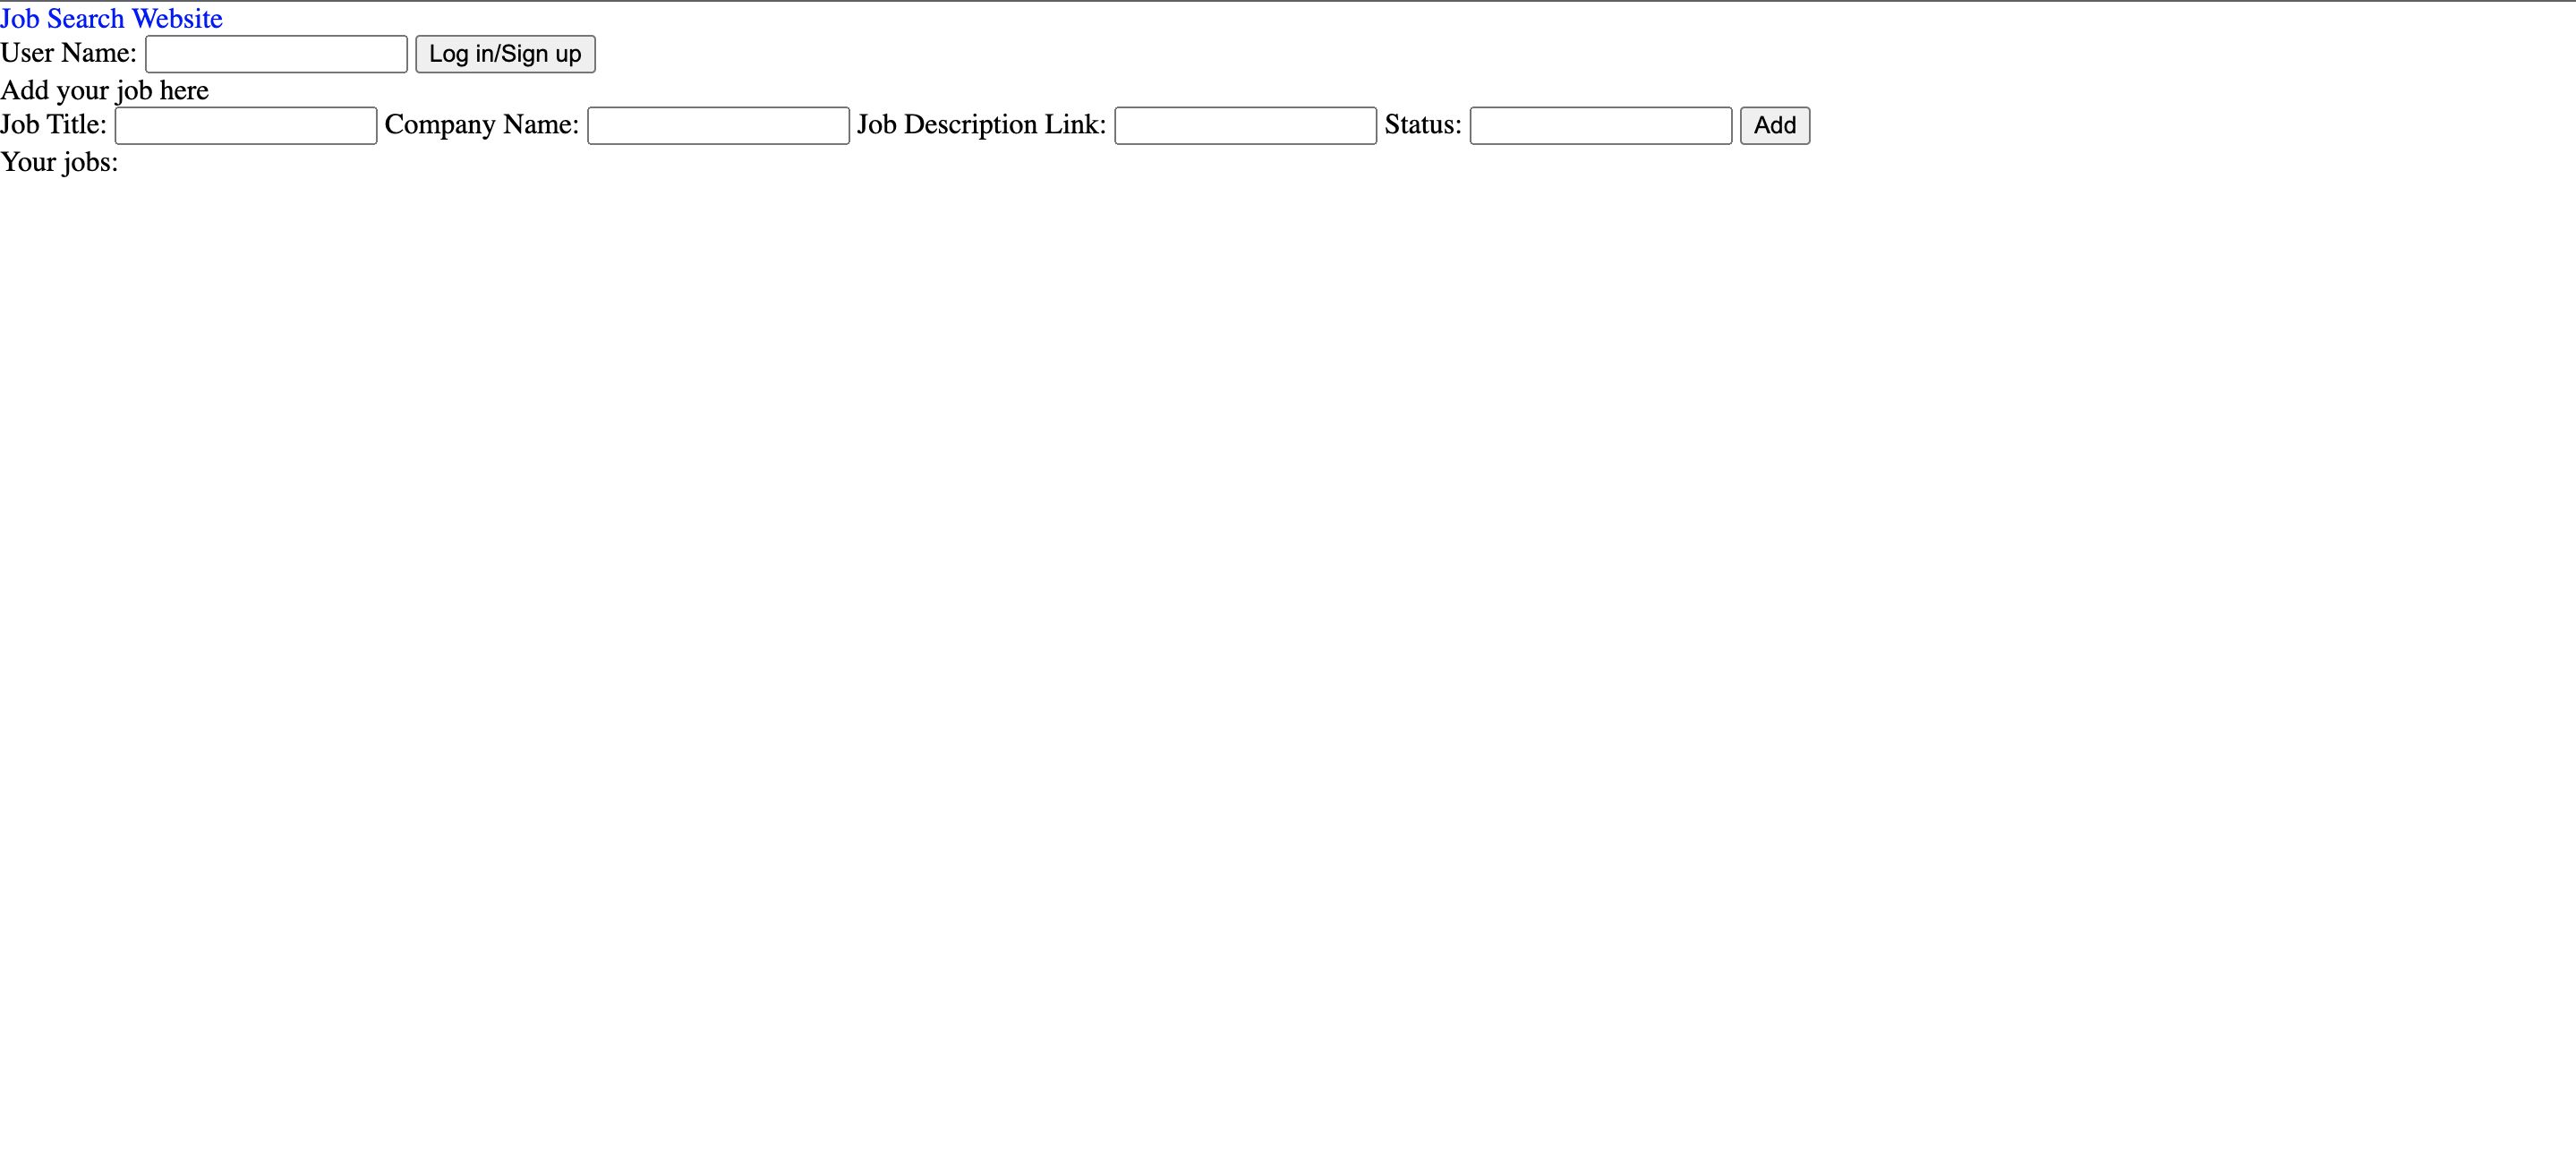 Job Search Website
User Name: Log in/Sign up
Add your job here
Job Title: Company Name: Job Description Link: Status: Add
Your jobs: